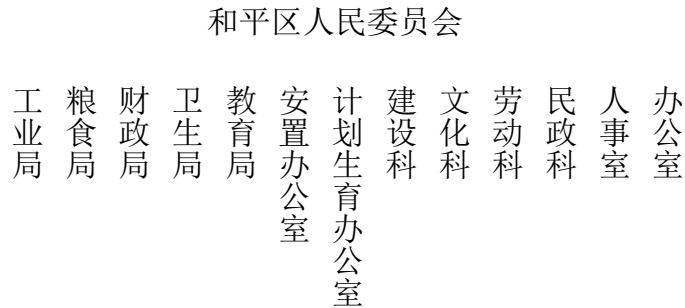 和平区人民委员会
工业局
粮食局
财政局
卫生局
教育局
安置办公室
计划生育办公室
建设科
文化科
劳动科
民政科
人事室
办公室